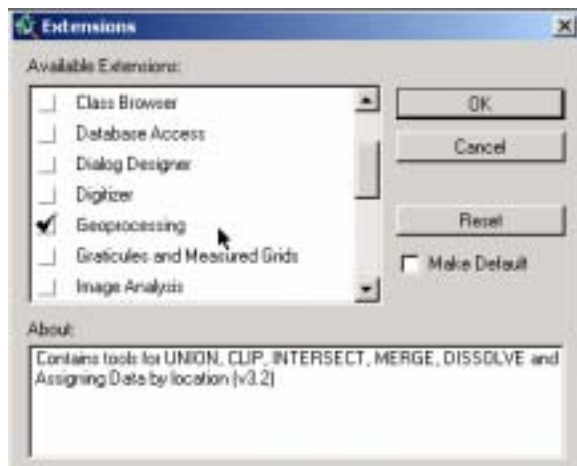 Extensions
Available Extensions:
Class Browser
Database Access
Dialog Designer
Digitizer
Geoprocessing
Graticules and Measured Grids
Image Analysis
OK
Cancel
Reset
Make Default
About:
Contains tools for UNION, CLIP, INTERSECT, MERGE, DISSOLVE and
Assigning Data by location (v3.2)